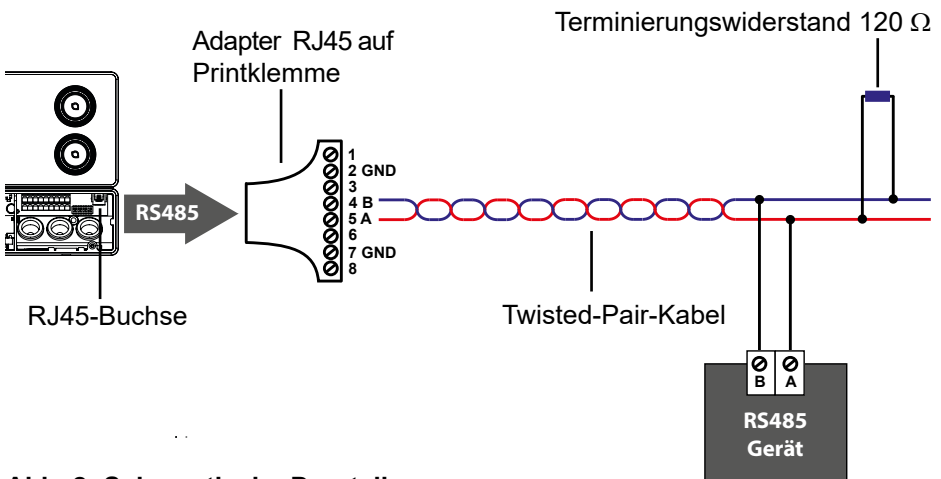 Terminierungswiderstand 120 Ω
Adapter RJ45 auf
Printklemme
1
2 GND
3
4 B
5 A
6
7 GND
8
RS485
RJ45-Buchse
Twisted-Pair-Kabel
B A
RS485
Gerät